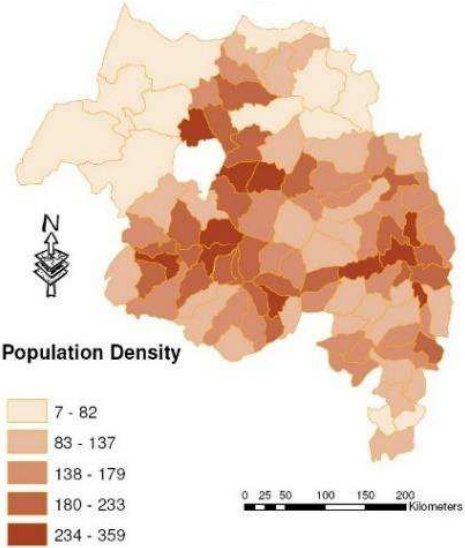 N
Population Density
7 - 82
83 - 137
138 - 179
180 - 233
234 - 359
0 25 50 100 150 200
Kilometers